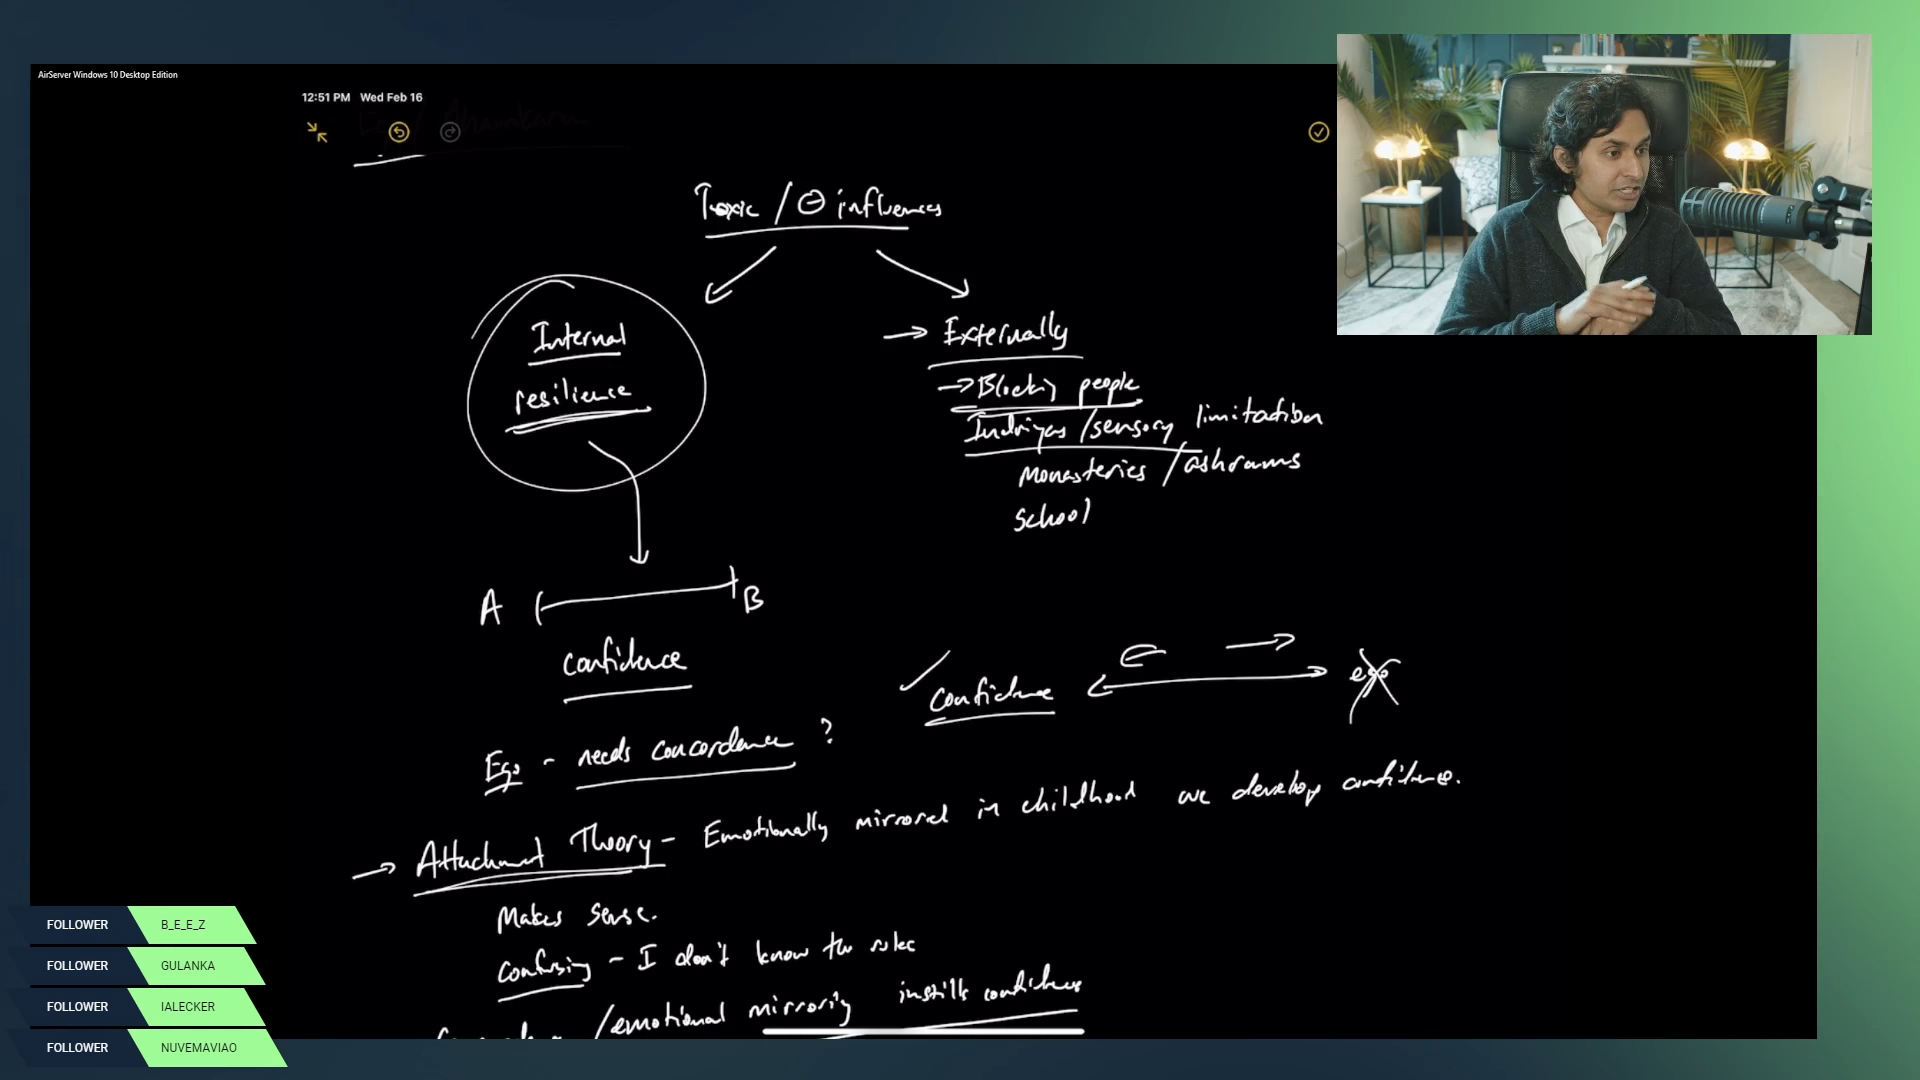 AirServer Windows 10 Desktop Edition
12:51 PM Wed Feb 16
Toxic / ⊖ influences
Internal
resilience
→ Externally
→ Blocking people
Indriyas /sensory limitation
Monasteries / ashrams
School
A B
confidence
✓ Confidence ego
Ego - needs concordance ?
→ Attachment Theory - Emotionally mirrored in childhood we develop confidence.
Makes sense.
Confusing - I don't know the rules
/emotional mirroring instills confidence
FOLLOWER B_E_E_Z
FOLLOWER GULANKA
FOLLOWER IALECKER
FOLLOWER NUVEMAVIAO